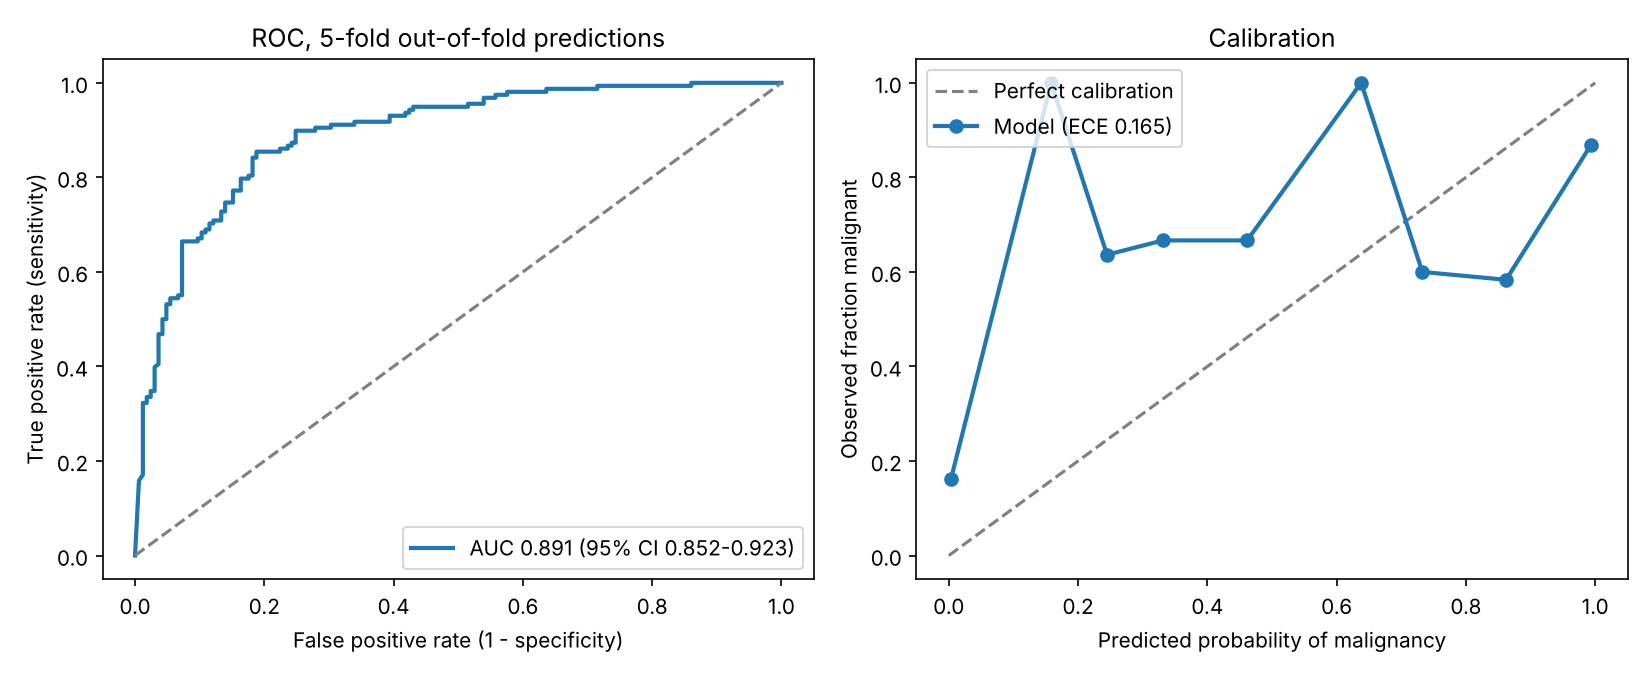 ROC, 5-fold out-of-fold predictions
1.0
0.8
0.6
0.4
0.2
0.0
True positive rate (sensitivity)
AUC 0.891 (95% CI 0.852-0.923)
0.0 0.2 0.4 0.6 0.8 1.0
False positive rate (1 - specificity)
Calibration
1.0
0.8
0.6
0.4
0.2
0.0
Observed fraction malignant
Perfect calibration
Model (ECE 0.165)
0.0 0.2 0.4 0.6 0.8 1.0
Predicted probability of malignancy